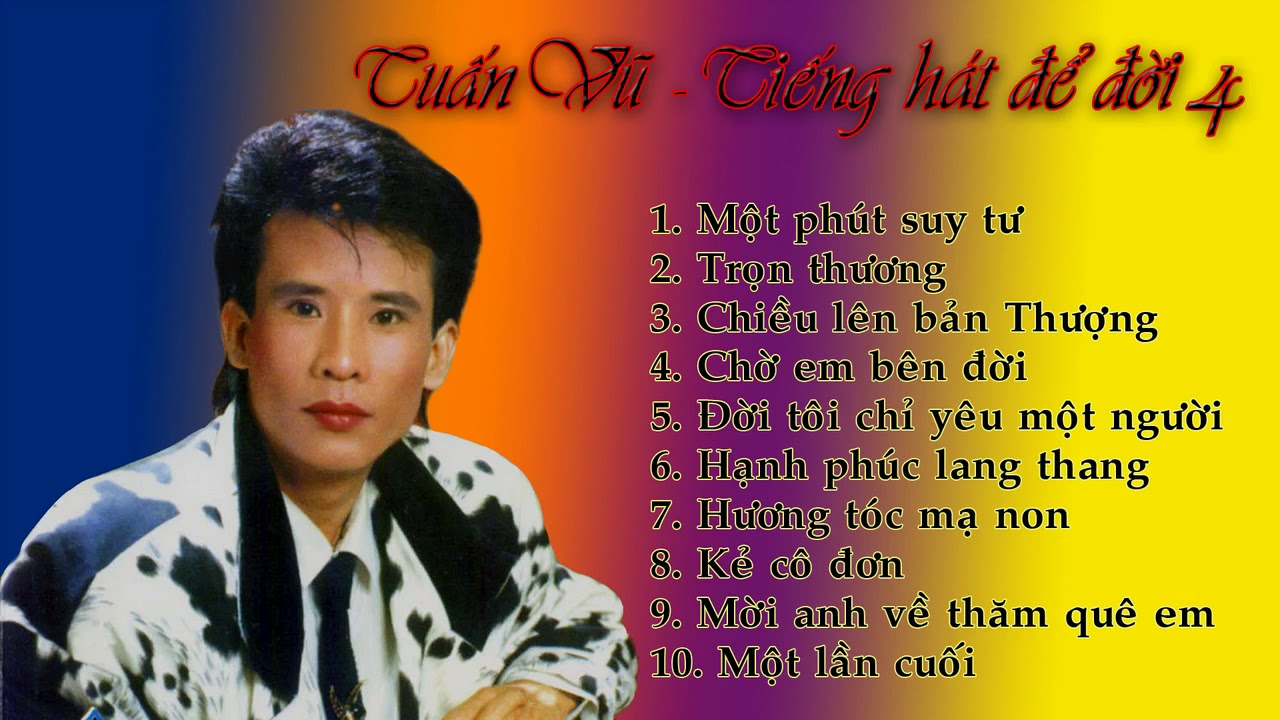 Tuấn Vũ - Tiếng hát để đời 4
1. Một phút suy tư
2. Trọn thương
3. Chiều lên bản Thượng
4. Chờ em bên đời
5. Đời tôi chỉ yêu một người
6. Hạnh phúc lang thang
7. Hương tóc mạ non
8. Kẻ cô đơn
9. Mời anh về thăm quê em
10. Một lần cuối